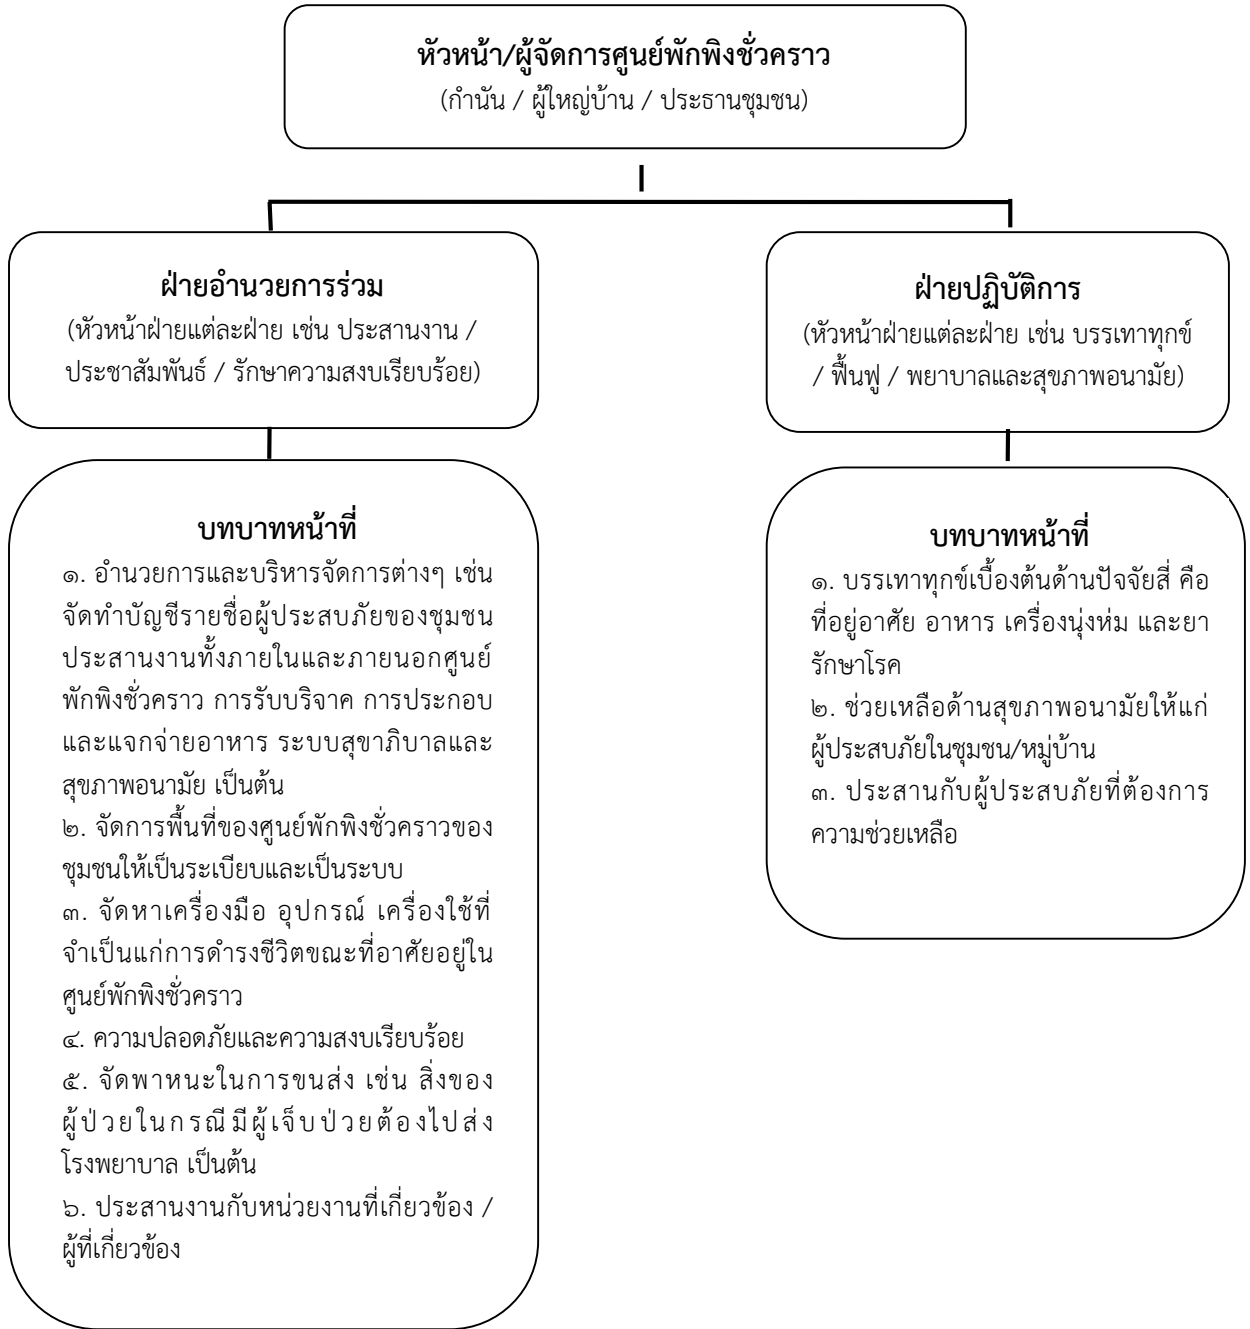 หัวหน้า/ผู้จัดการศูนย์พักพิงชั่วคราว
(กำนัน / ผู้ใหญ่บ้าน / ประธานชุมชน)
ฝ่ายอำนวยการร่วม
(หัวหน้าฝ่ายแต่ละฝ่าย เช่น ประสานงาน /
ประชาสัมพันธ์ / รักษาความสงบเรียบร้อย)
ฝ่ายปฏิบัติการ
(หัวหน้าฝ่ายแต่ละฝ่าย เช่น บรรเทาทุกข์
/ ฟื้นฟู / พยาบาลและสุขภาพอนามัย)
บทบาทหน้าที่
๑. อำนวยการและบริหารจัดการต่างๆ เช่น
จัดทำบัญชีรายชื่อผู้ประสบภัยของชุมชน
ประสานงานทั้งภายในและภายนอกศูนย์
พักพิงชั่วคราว การรับบริจาค การประกอบ
และแจกจ่ายอาหาร ระบบสุขาภิบาลและ
สุขภาพอนามัย เป็นต้น
๒. จัดการพื้นที่ของศูนย์พักพิงชั่วคราวของ
ชุมชนให้เป็นระเบียบและเป็นระบบ
๓. จัดหาเครื่องมือ อุปกรณ์ เครื่องใช้ที่
จำเป็นแก่การดำรงชีวิตขณะที่อาศัยอยู่ใน
ศูนย์พักพิงชั่วคราว
๔. ความปลอดภัยและความสงบเรียบร้อย
๕. จัดพาหนะในการขนส่ง เช่น สิ่งของ
ผู้ป่วยในกรณีมีผู้เจ็บป่วยต้องไปส่ง
โรงพยาบาล เป็นต้น
๖. ประสานงานกับหน่วยงานที่เกี่ยวข้อง /
ผู้ที่เกี่ยวข้อง
บทบาทหน้าที่
๑. บรรเทาทุกข์เบื้องต้นด้านปัจจัยสี่ คือ
ที่อยู่อาศัย อาหาร เครื่องนุ่งห่ม และยา
รักษาโรค
๒. ช่วยเหลือด้านสุขภาพอนามัยให้แก่
ผู้ประสบภัยในชุมชน/หมู่บ้าน
๓. ประสานกับผู้ประสบภัยที่ต้องการ
ความช่วยเหลือ